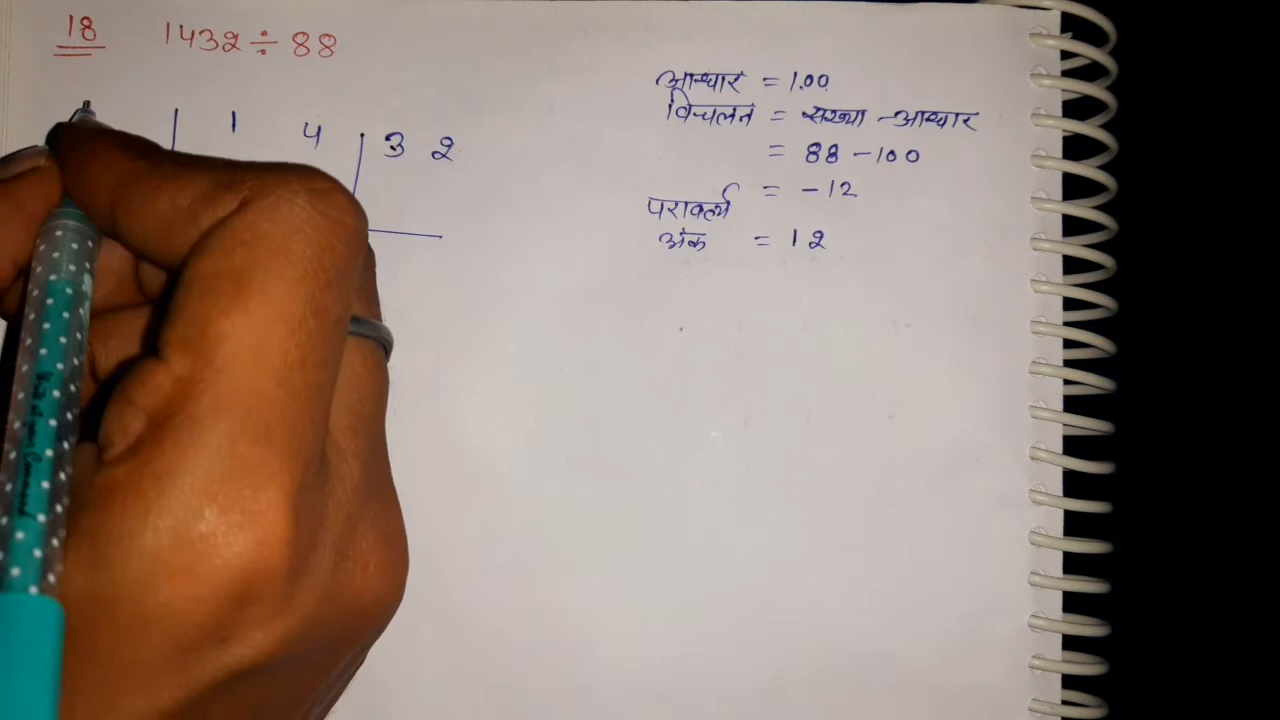 18 1432 ÷ 88
1 4 3 2
आधार = 100
विचलन = संख्या - आधार
= 88 - 100
= - 12
परावर्त्य
अंक = 12